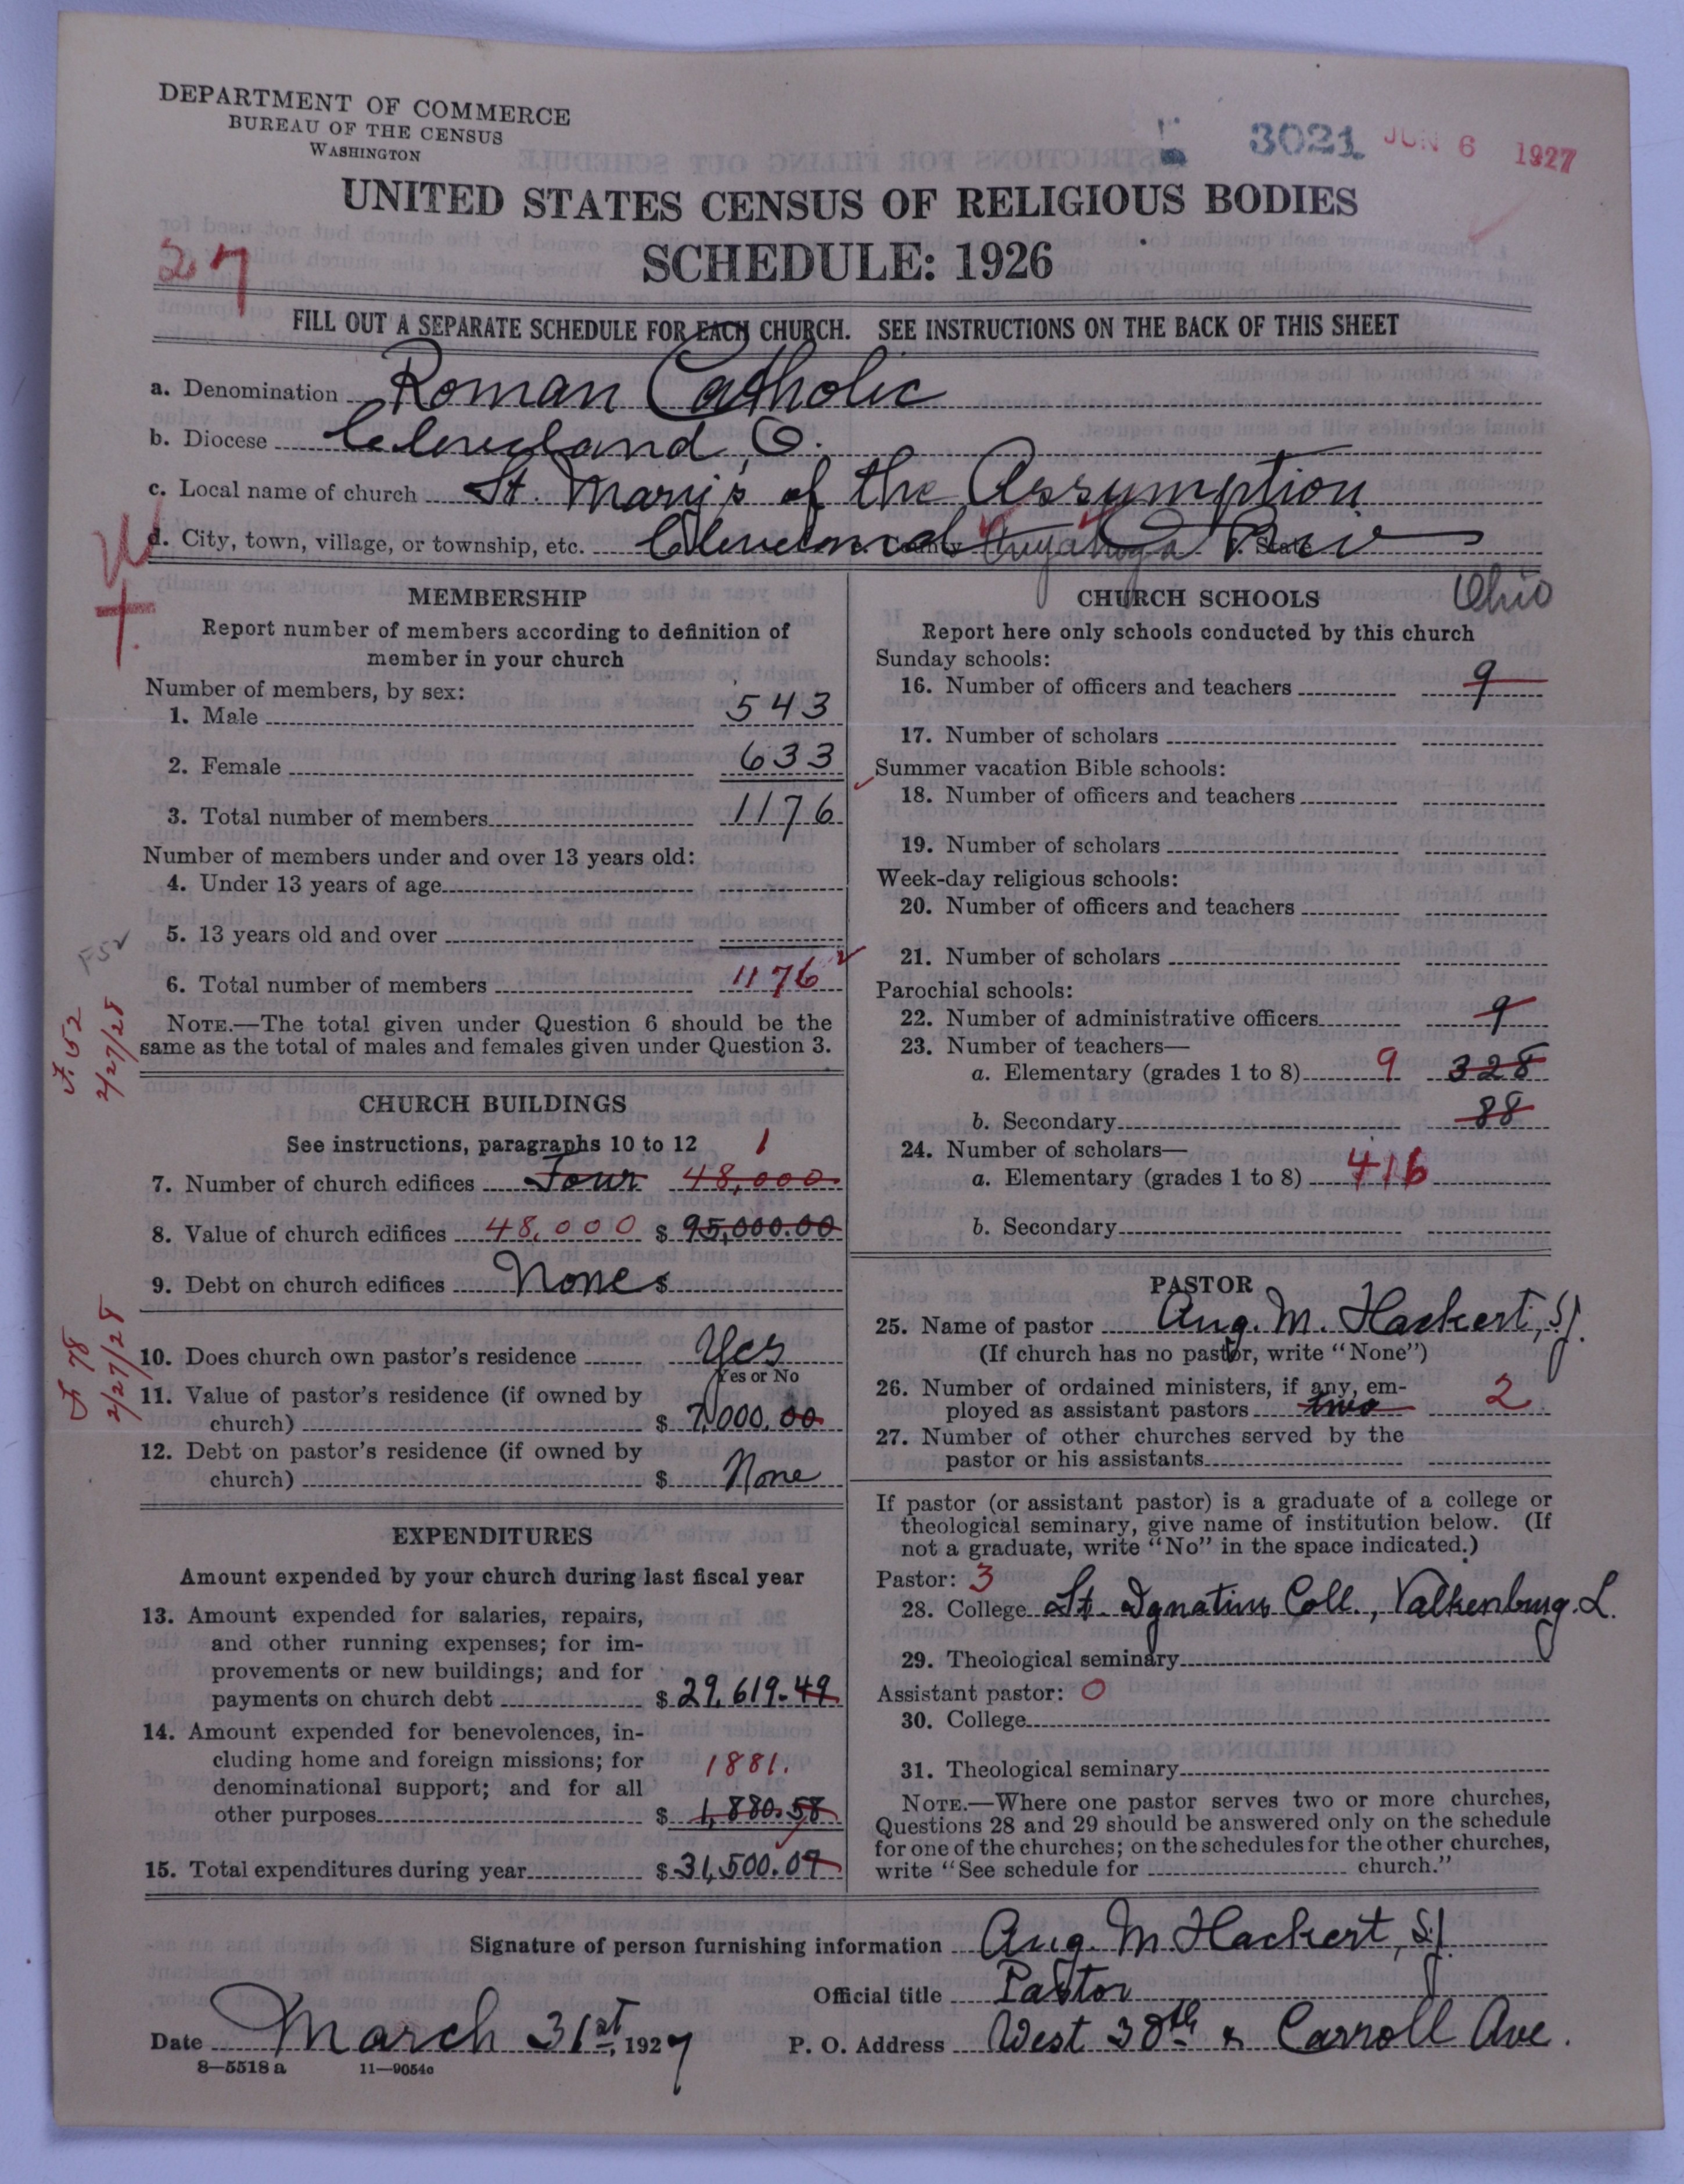 DEPARTMENT OF COMMERCE
BUREAU OF THE CENSUS
WASHINGTON
3021 JUN 6 1927
UNITED STATES CENSUS OF RELIGIOUS BODIES
SCHEDULE: 1926
27
FILL OUT A SEPARATE SCHEDULE FOR EACH CHURCH. SEE INSTRUCTIONS ON THE BACK OF THIS SHEET
a. Denomination Roman Catholic
b. Diocese Cleveland, O.
c. Local name of church St. Mary's of the Assumption
d. City, town, village, or township, etc. Cleveland County Cuyahoga State Ohio
Ohio
MEMBERSHIP
Report number of members according to definition of
member in your church
Number of members, by sex:
1. Male 543
2. Female 633
3. Total number of members 1176
Number of members under and over 13 years old:
4. Under 13 years of age
5. 13 years old and over
FS
6. Total number of members 1176
NOTE.—The total given under Question 6 should be the
same as the total of males and females given under Question 3.
F. 52
2/27/28
CHURCH BUILDINGS
See instructions, paragraphs 10 to 12 1
7. Number of church edifices Four 48,000
8. Value of church edifices 48,000 $ 95,000.00
9. Debt on church edifices None $
10. Does church own pastor's residence Yes
Yes or No
11. Value of pastor's residence (if owned by
church) $ 7,000.00
12. Debt on pastor's residence (if owned by
church) $ None
F 78
2/27/28
EXPENDITURES
Amount expended by your church during last fiscal year
13. Amount expended for salaries, repairs,
and other running expenses; for im-
provements or new buildings; and for
payments on church debt $ 29,619.49
14. Amount expended for benevolences, in-
cluding home and foreign missions; for 1881.
denominational support; and for all
other purposes $ 1,880.58
15. Total expenditures during year $ 31,500.07
CHURCH SCHOOLS
Report here only schools conducted by this church
Sunday schools:
16. Number of officers and teachers 9
17. Number of scholars
Summer vacation Bible schools:
18. Number of officers and teachers
19. Number of scholars
Week-day religious schools:
20. Number of officers and teachers
21. Number of scholars
Parochial schools:
22. Number of administrative officers 9
23. Number of teachers—
a. Elementary (grades 1 to 8) 9 328
b. Secondary 88
24. Number of scholars—
a. Elementary (grades 1 to 8) 416
b. Secondary
PASTOR
25. Name of pastor Aug. M. Hackert, S.J.
(If church has no pastor, write "None")
26. Number of ordained ministers, if any, em-
ployed as assistant pastors two 2
27. Number of other churches served by the
pastor or his assistants
If pastor (or assistant pastor) is a graduate of a college or
theological seminary, give name of institution below. (If
not a graduate, write "No" in the space indicated.)
Pastor: 3
28. College St. Ignatius Coll., Valkenburg. L.
29. Theological seminary
Assistant pastor: 0
30. College
31. Theological seminary
NOTE.—Where one pastor serves two or more churches,
Questions 28 and 29 should be answered only on the schedule
for one of the churches; on the schedules for the other churches,
write "See schedule for church."
Signature of person furnishing information Aug. M Hackert, S.J.
Official title Pastor
Date March 31st, 1927 P. O. Address West 38th & Carroll Ave.
8—5518 a 11—9054c